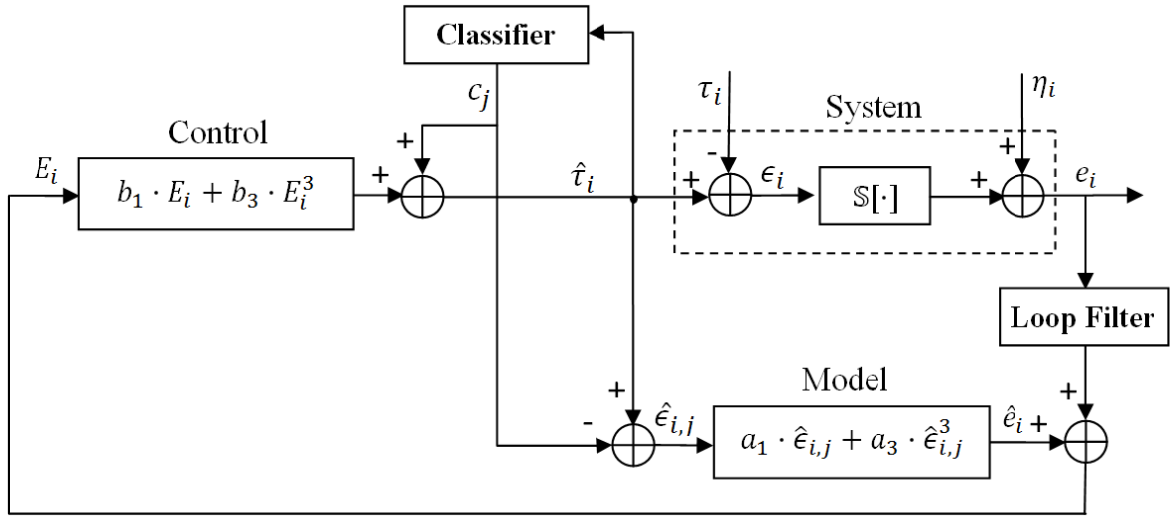 Classifier
c_j
τ_i
η_i
System
Control
+
-
+
E_i
b_1 · E_i + b_3 · E_i^3
+
τ̂_i
+
ϵ_i
𝕊[·]
+
e_i
Loop Filter
Model
+
+
-
ϵ̂_{i,j}
a_1 · ϵ̂_{i,j} + a_3 · ϵ̂_{i,j}^3
ê_i
+